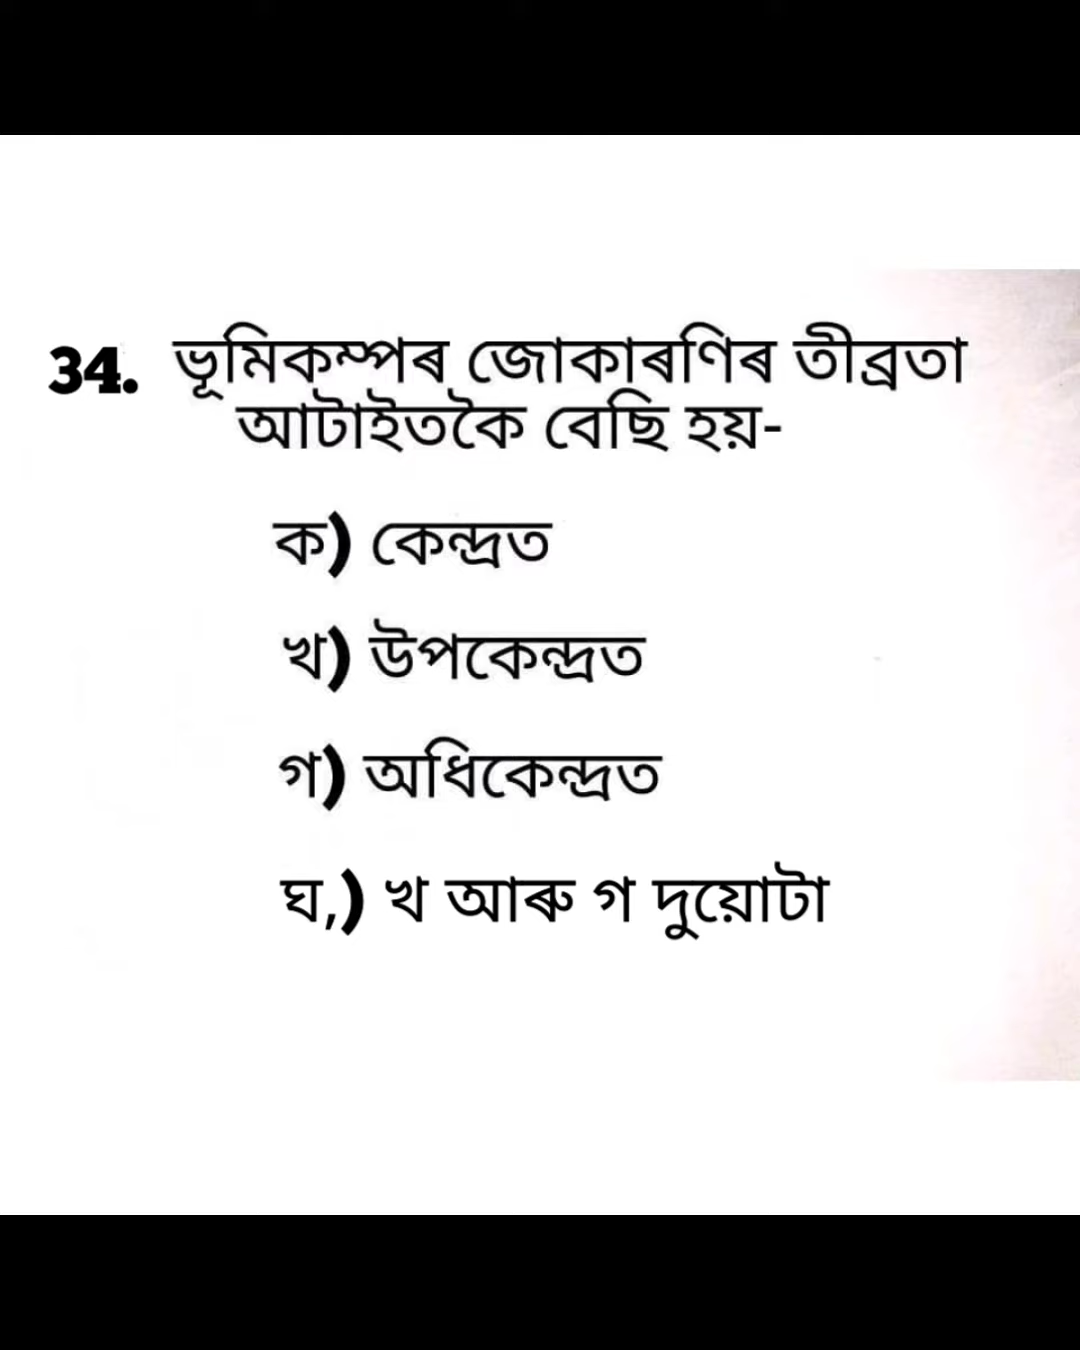 34. ভূমিকম্পৰ জোকাৰণিৰ তীব্ৰতা
আটাইতকৈ বেছি হয়-
ক) কেন্দ্ৰত
খ) উপকেন্দ্ৰত
গ) অধিকেন্দ্ৰত
ঘ,) খ আৰু গ দুয়োটা